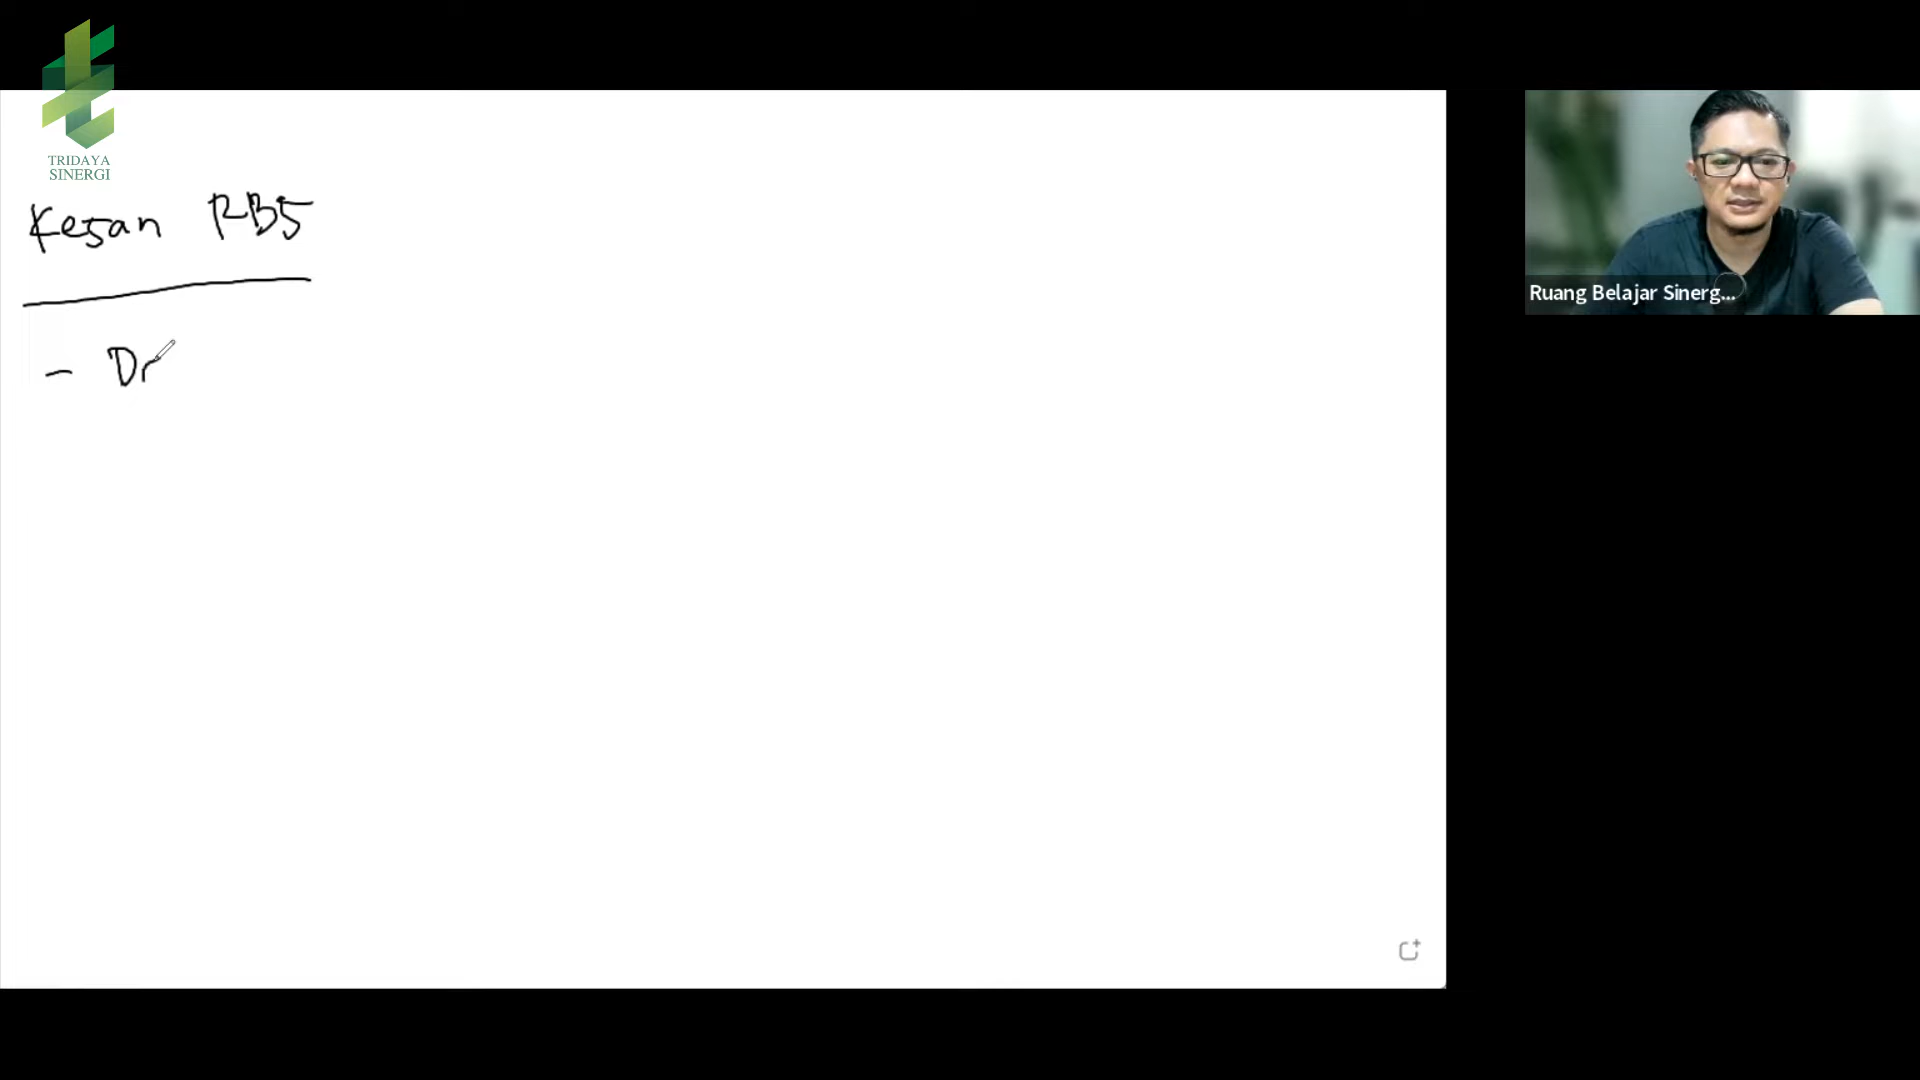 TRIDAYA
SINERGI
Kesan RBS
- Dr
Ruang Belajar Sinerg...